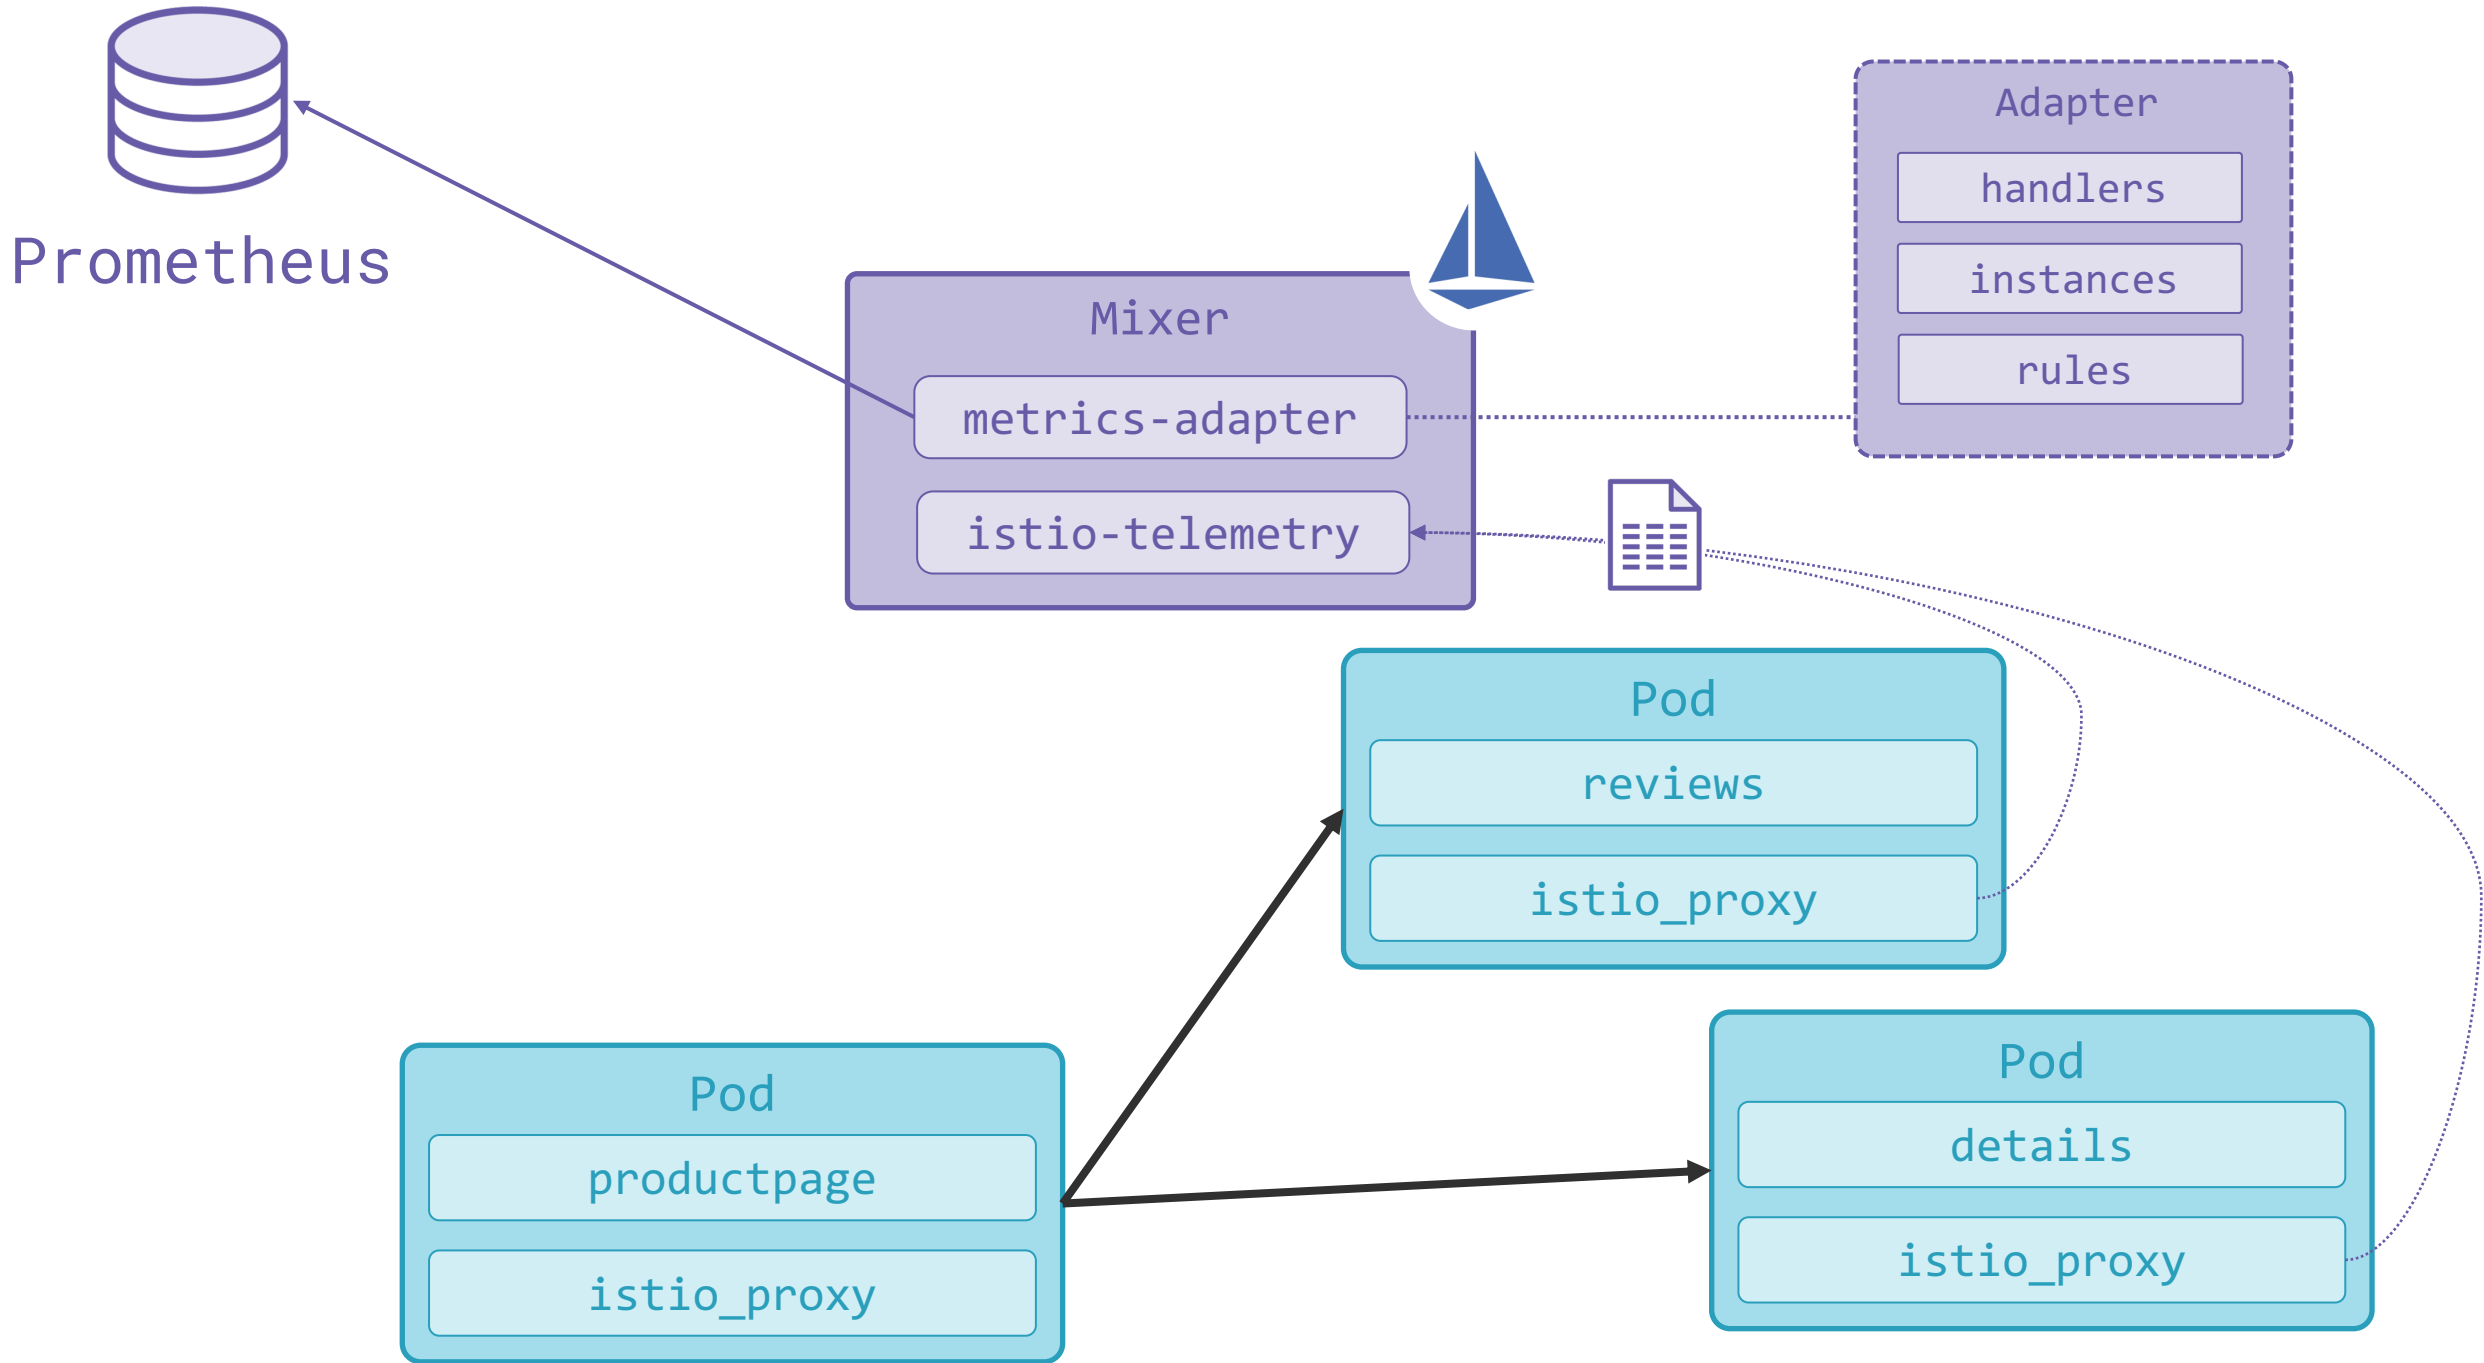 Prometheus
Mixer
metrics-adapter
istio-telemetry
Adapter
handlers
instances
rules
Pod
reviews
istio_proxy
Pod
productpage
istio_proxy
Pod
details
istio_proxy